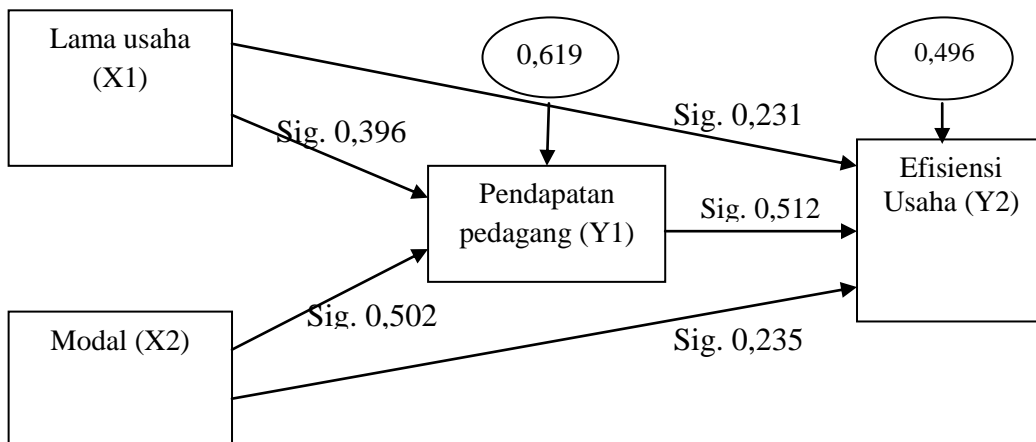 Lama usaha
(X1)
0,619
0,496
Sig. 0,231
Sig. 0,396
Efisiensi
Usaha (Y2)
Pendapatan
pedagang (Y1)
Sig. 0,512
Sig. 0,502
Modal (X2)
Sig. 0,235